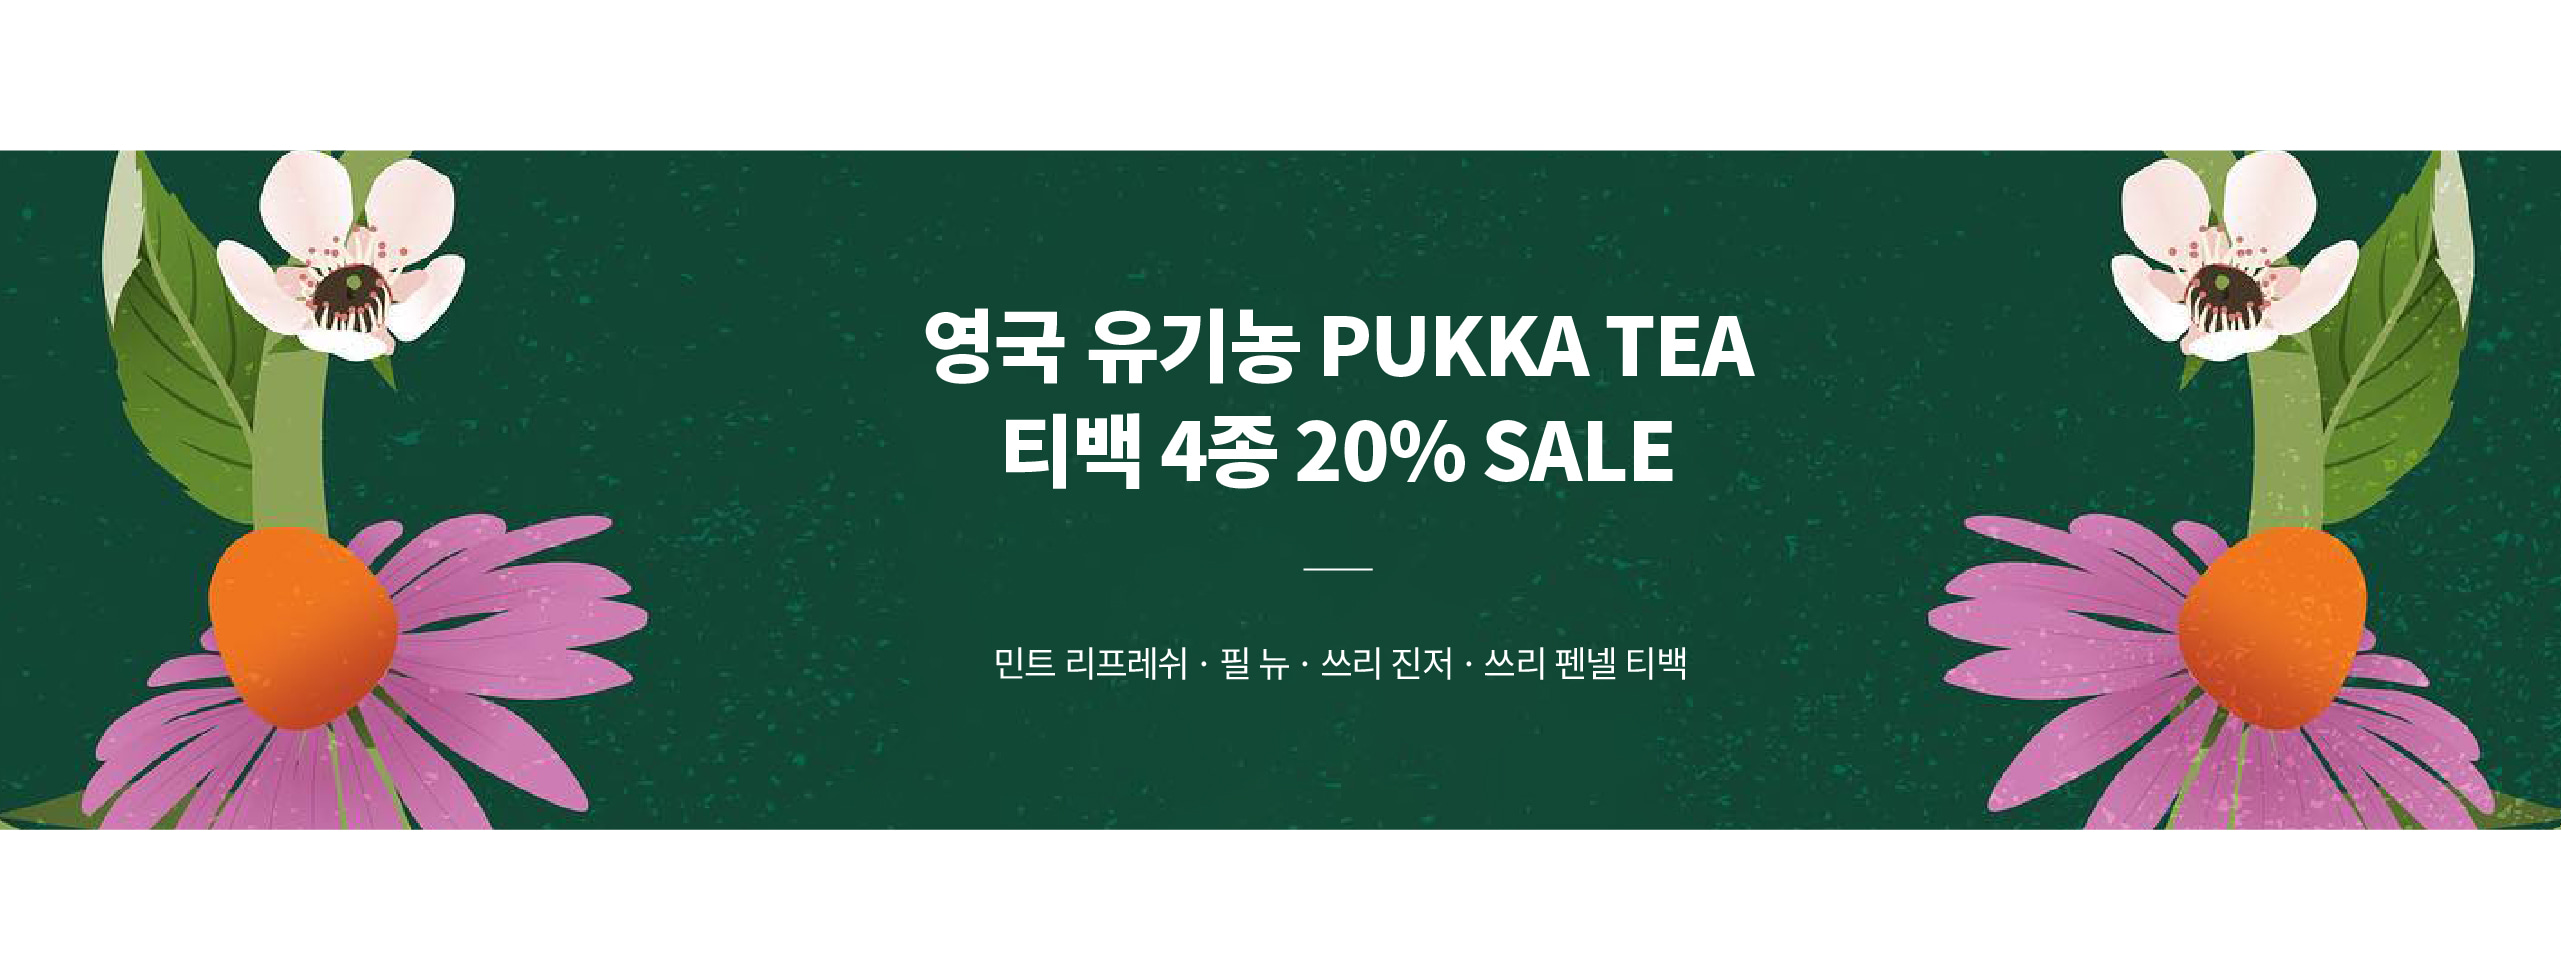 영국 유기농 PUKKA TEA
티백 4종 20% SALE
민트 리프레쉬 · 필 뉴 · 쓰리 진저 · 쓰리 펜넬 티백